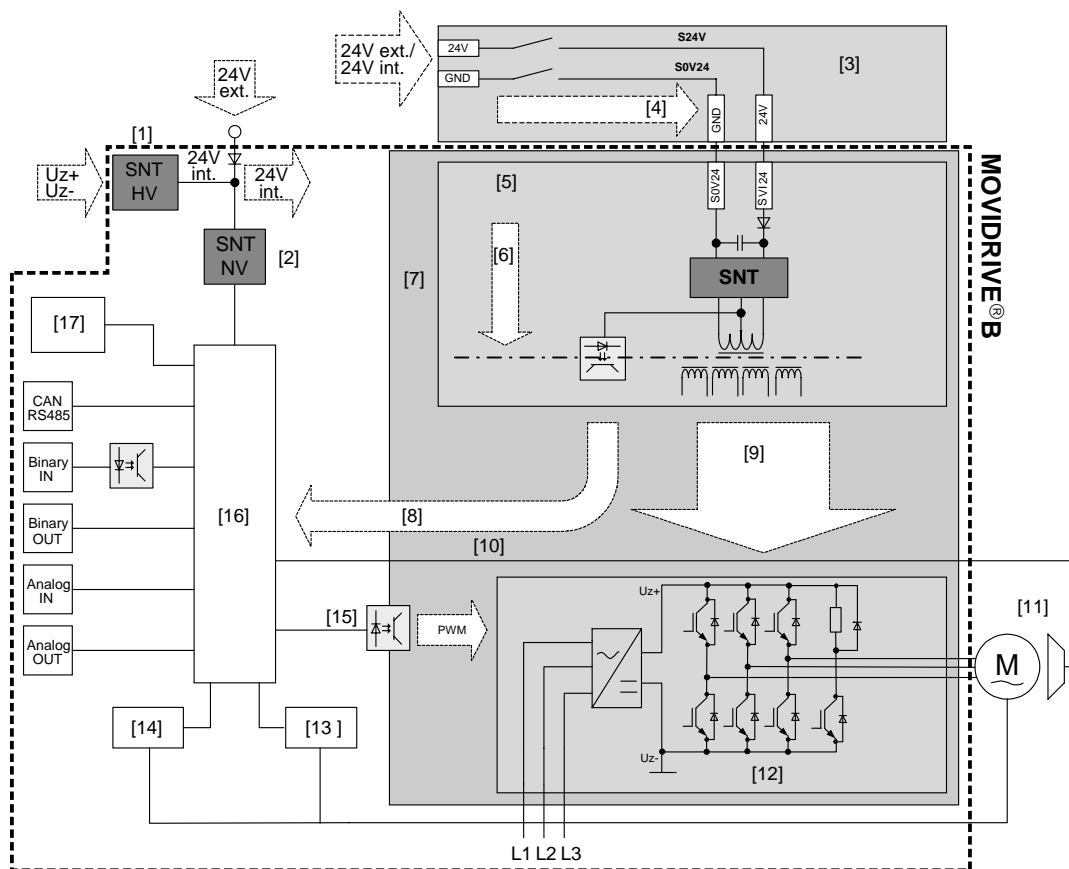 24V ext./
24V int.
24V
GND
S24V
S0V24
[3]
[4]
GND
24V
24V
ext.
[1]
Uz+
Uz-
SNT
HV
24V
int.
24V
int.
SNT
NV
[2]
[5]
S0V24
SVI24
[6]
[7]
SNT
MOVIDRIVE® B
[17]
CAN
RS485
Binary
IN
Binary
OUT
Analog
IN
Analog
OUT
[16]
[8]
[9]
[10]
[15]
PWM
Uz+
Uz-
[11]
M
[12]
[14]
[13 ]
L1 L2 L3